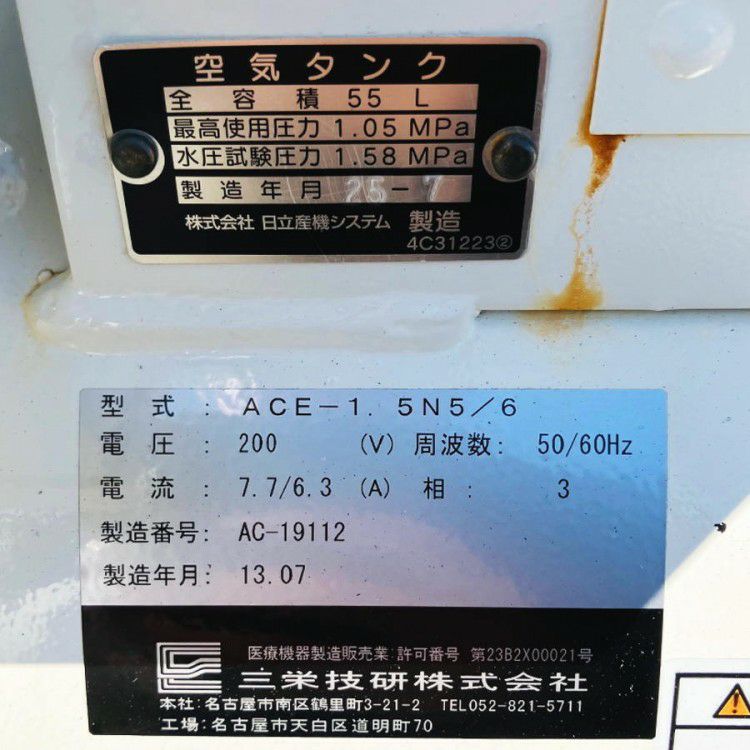 空気タンク
全容積 55 L
最高使用圧力 1.05 MPa
水圧試験圧力 1.58 MPa
製造年月 25-7
株式会社 日立産機システム 製造
4C31223②
型式: ACE-1.5N5/6
電圧: 200 (V) 周波数: 50/60Hz
電流: 7.7/6.3 (A) 相: 3
製造番号: AC-19112
製造年月: 13.07
医療機器製造販売業:許可番号 第23B2X00021号
三栄技研株式会社
本社:名古屋市南区鶴里町3-21-2 TEL052-821-5711
工場:名古屋市天白区道明町70